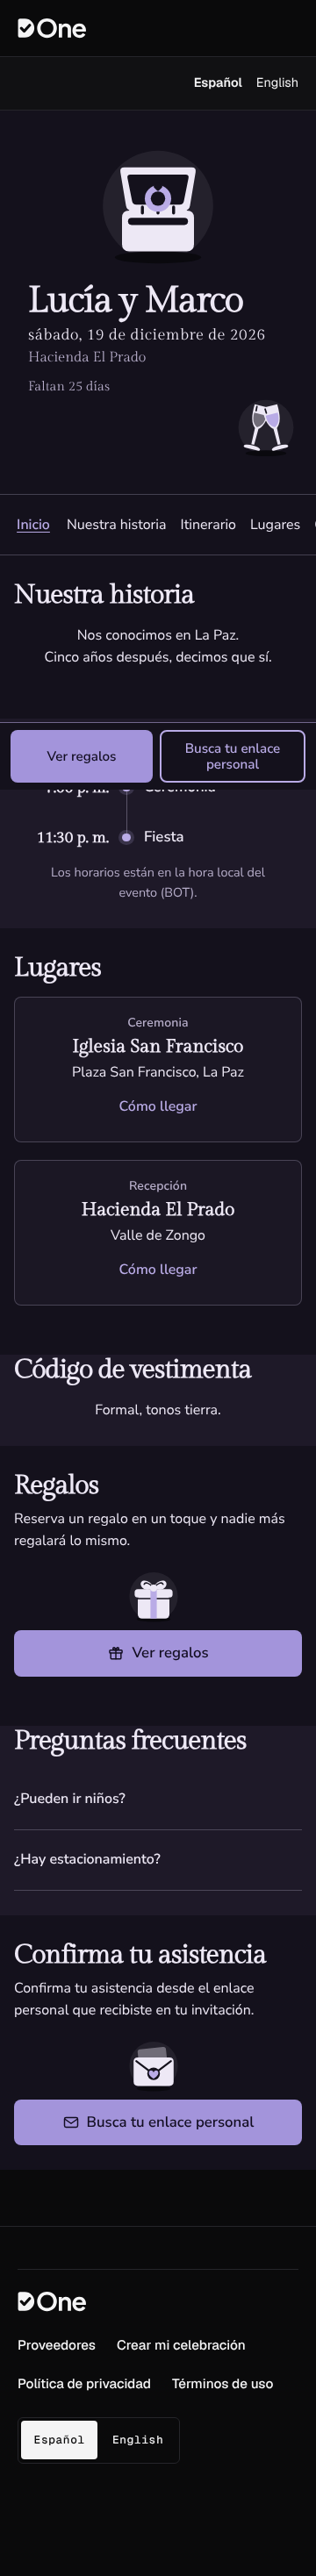 One
Español English
Lucía y Marco
sábado, 19 de diciembre de 2026
Hacienda El Prado
Faltan 25 días
Inicio Nuestra historia Itinerario Lugares
Nuestra historia
Nos conocimos en La Paz.
Cinco años después, decimos que sí.
Ver regalos
Busca tu enlace
personal
11:30 p. m. Fiesta
Los horarios están en la hora local del
evento (BOT).
Lugares
Ceremonia
Iglesia San Francisco
Plaza San Francisco, La Paz
Cómo llegar
Recepción
Hacienda El Prado
Valle de Zongo
Cómo llegar
Código de vestimenta
Formal, tonos tierra.
Regalos
Reserva un regalo en un toque y nadie más
regalará lo mismo.
Ver regalos
Preguntas frecuentes
¿Pueden ir niños?
¿Hay estacionamiento?
Confirma tu asistencia
Confirma tu asistencia desde el enlace
personal que recibiste en tu invitación.
Busca tu enlace personal
One
Proveedores Crear mi celebración
Política de privacidad Términos de uso
Español English